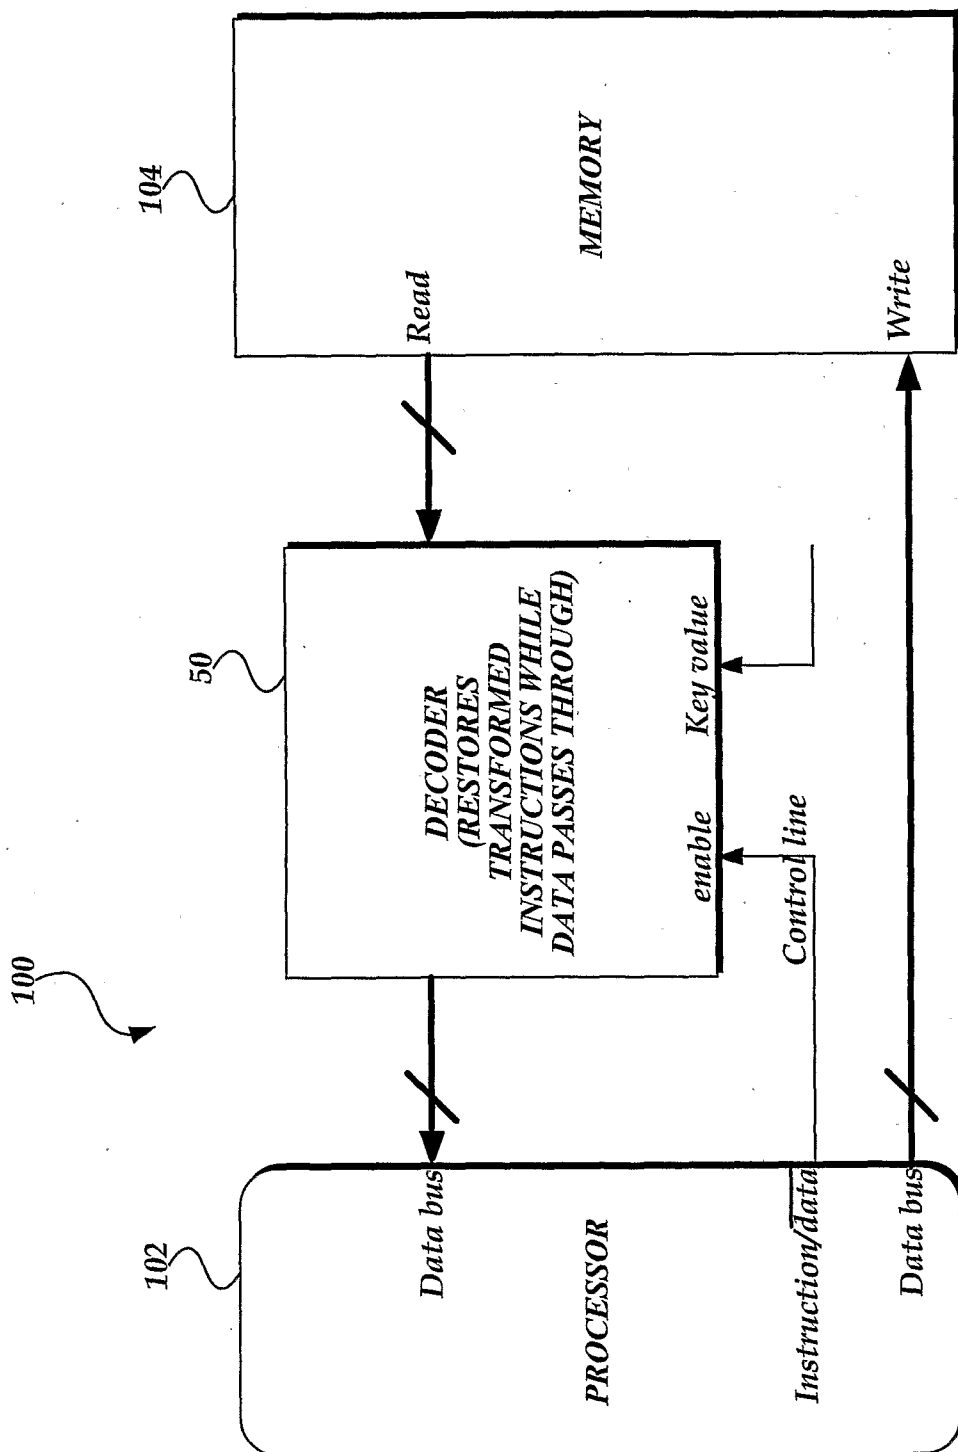 100
102
50
104
PROCESSOR
Data bus
Instruction/data
Data bus
DECODER
(RESTORES
TRANSFORMED
INSTRUCTIONS WHILE
DATA PASSES THROUGH)
enable
Key value
Control line
MEMORY
Read
Write